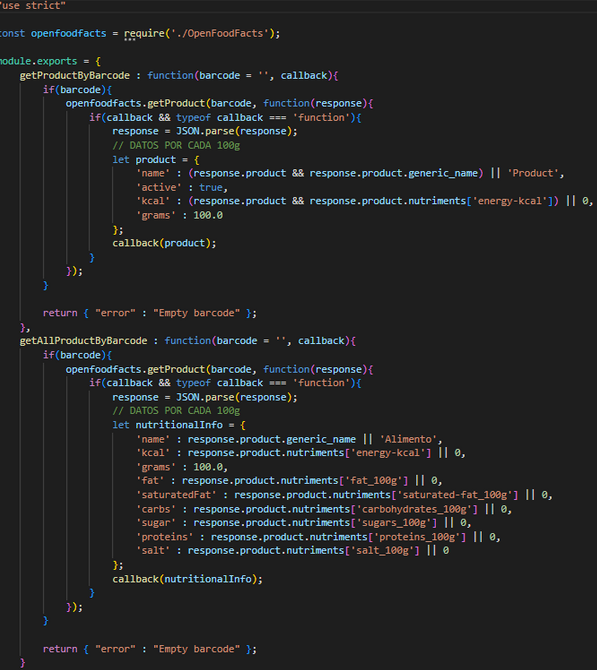 "use strict"
const openfoodfacts = require('./OpenFoodFacts');
module.exports = {
getProductByBarcode : function(barcode = '', callback){
if(barcode){
openfoodfacts.getProduct(barcode, function(response){
if(callback && typeof callback === 'function'){
response = JSON.parse(response);
// DATOS POR CADA 100g
let product = {
'name' : (response.product && response.product.generic_name) || 'Product',
'active' : true,
'kcal' : (response.product && response.product.nutriments['energy-kcal']) || 0,
'grams' : 100.0
};
callback(product);
}
});
}
return { "error" : "Empty barcode" };
},
getAllProductByBarcode : function(barcode = '', callback){
if(barcode){
openfoodfacts.getProduct(barcode, function(response){
if(callback && typeof callback === 'function'){
response = JSON.parse(response);
// DATOS POR CADA 100g
let nutritionalInfo = {
'name' : response.product.generic_name || 'Alimento',
'kcal' : response.product.nutriments['energy-kcal'] || 0,
'grams' : 100.0,
'fat' : response.product.nutriments['fat_100g'] || 0,
'saturatedFat' : response.product.nutriments['saturated-fat_100g'] || 0,
'carbs' : response.product.nutriments['carbohydrates_100g'] || 0,
'sugar' : response.product.nutriments['sugars_100g'] || 0,
'proteins' : response.product.nutriments['proteins_100g'] || 0,
'salt' : response.product.nutriments['salt_100g'] || 0
};
callback(nutritionalInfo);
}
});
}
return { "error" : "Empty barcode" };
}